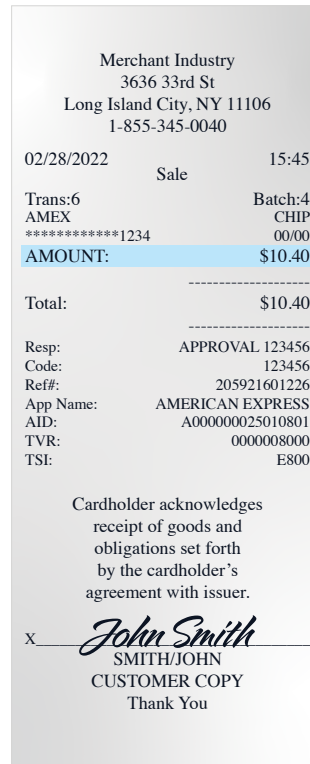 Merchant Industry
3636 33rd St
Long Island City, NY 11106
1-855-345-0040
02/28/2022 15:45
Sale
Trans:6 Batch:4
AMEX CHIP
************1234 00/00
AMOUNT: $10.40
--------------------
Total: $10.40
--------------------
Resp: APPROVAL 123456
Code: 123456
Ref#: 205921601226
App Name: AMERICAN EXPRESS
AID: A000000025010801
TVR: 0000008000
TSI: E800
Cardholder acknowledges
receipt of goods and
obligations set forth
by the cardholder’s
agreement with issuer.
X John Smith
SMITH/JOHN
CUSTOMER COPY
Thank You